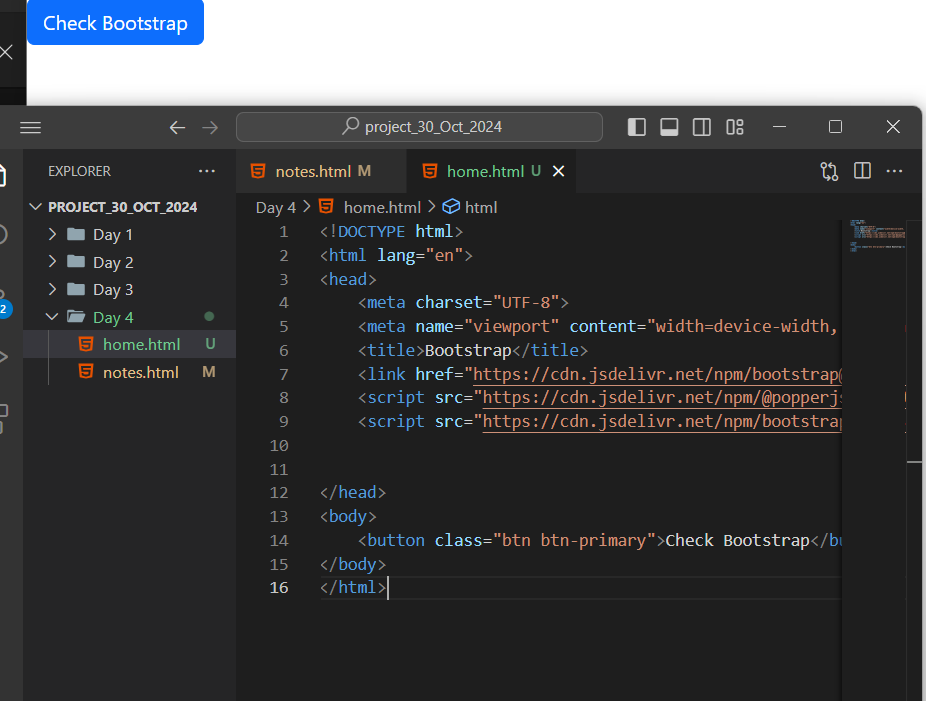 Check Bootstrap
project_30_Oct_2024
EXPLORER
notes.html M
home.html U
PROJECT_30_OCT_2024
Day 4 > home.html > html
Day 1
Day 2
Day 3
Day 4
home.html U
notes.html M
2
1 <!DOCTYPE html>
2 <html lang="en">
3 <head>
4 <meta charset="UTF-8">
5 <meta name="viewport" content="width=device-width,
6 <title>Bootstrap</title>
7 <link href="https://cdn.jsdelivr.net/npm/bootstrap@
8 <script src="https://cdn.jsdelivr.net/npm/@popperjs
9 <script src="https://cdn.jsdelivr.net/npm/bootstrap
10
11
12 </head>
13 <body>
14 <button class="btn btn-primary">Check Bootstrap</bu
15 </body>
16 </html>